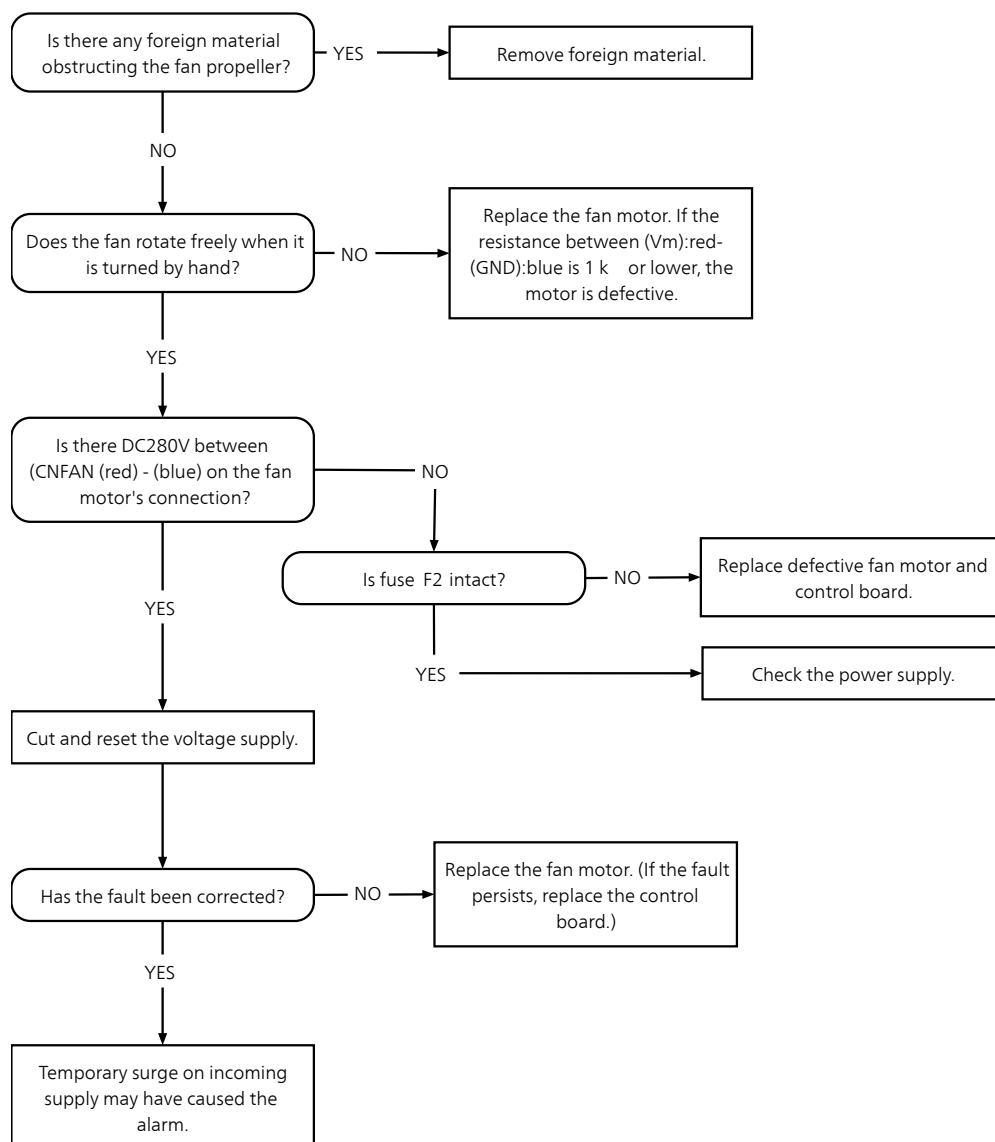 Is there any foreign material
obstructing the fan propeller?
YES
Remove foreign material.
NO
Does the fan rotate freely when it
is turned by hand?
NO
Replace the fan motor. If the
resistance between (Vm):red-
(GND):blue is 1 k or lower, the
motor is defective.
YES
Is there DC280V between
(CNFAN (red) - (blue) on the fan
motor's connection?
NO
Is fuse F2 intact?
NO
Replace defective fan motor and
control board.
YES
Check the power supply.
YES
Cut and reset the voltage supply.
Has the fault been corrected?
NO
Replace the fan motor. (If the fault
persists, replace the control
board.)
YES
Temporary surge on incoming
supply may have caused the
alarm.